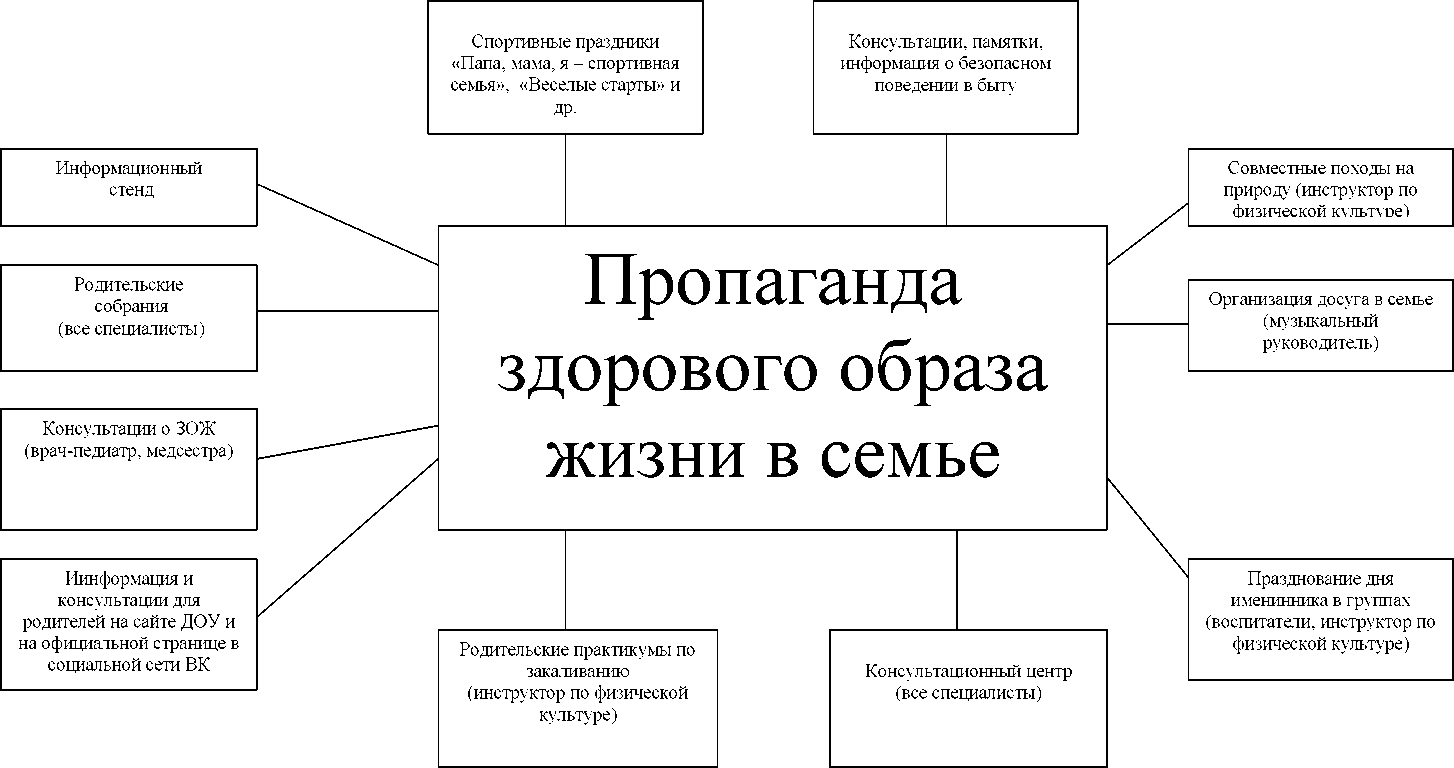 Спортивные праздники
«Папа, мама, я – спортивная
семья», «Веселые старты» и
др.
Консультации, памятки,
информация о безопасном
поведении в быту
Информационный
стенд
Совместные походы на
природу (инструктор по
физической культуре)
Родительские
собрания
(все специалисты)
Пропаганда
здорового образа
жизни в семье
Организация досуга в семье
(музыкальный
руководитель)
Консультации о ЗОЖ
(врач-педиатр, медсестра)
Иинформация и
консультации для
родителей на сайте ДОУ и
на официальной странице в
социальной сети ВК
Празднование дня
именинника в группах
(воспитатели, инструктор по
физической культуре)
Родительские практикумы по
закаливанию
(инструктор по физической
культуре)
Консультационный центр
(все специалисты)